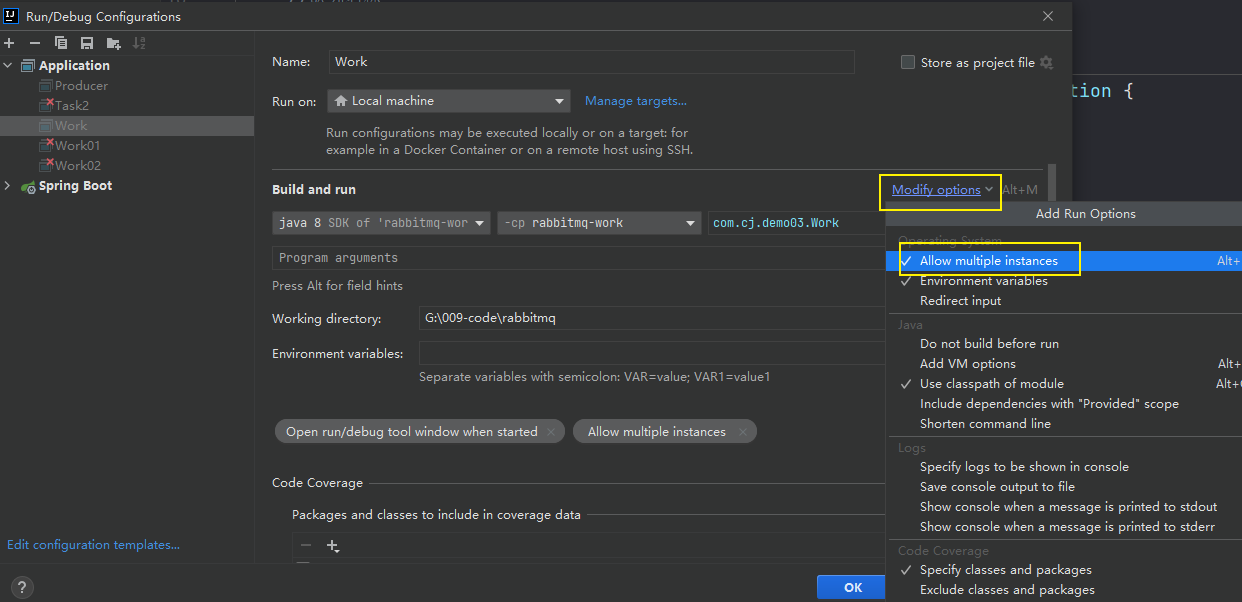 Run/Debug Configurations
Application
Producer
Task2
Work
Work01
Work02
Spring Boot
Edit configuration templates...
Name:
Work
Store as project file
Run on:
Local machine
Manage targets...
Run configurations may be executed locally or on a target: for
example in a Docker Container or on a remote host using SSH.
Build and run
Modify options
Alt+M
java 8 SDK of 'rabbitmq-wor
-cp rabbitmq-work
com.cj.demo03.Work
Program arguments
Press Alt for field hints
Working directory:
G:\009-code\rabbitmq
Environment variables:
Separate variables with semicolon: VAR=value; VAR1=value1
Open run/debug tool window when started
Allow multiple instances
Code Coverage
Packages and classes to include in coverage data
OK
tion {
Add Run Options
Operating System
Allow multiple instances Alt+
Environment variables
Redirect input
Java
Do not build before run
Add VM options Alt+
Use classpath of module Alt+
Include dependencies with "Provided" scope
Shorten command line
Logs
Specify logs to be shown in console
Save console output to file
Show console when a message is printed to stdout
Show console when a message is printed to stderr
Code Coverage
Specify classes and packages
Exclude classes and packages